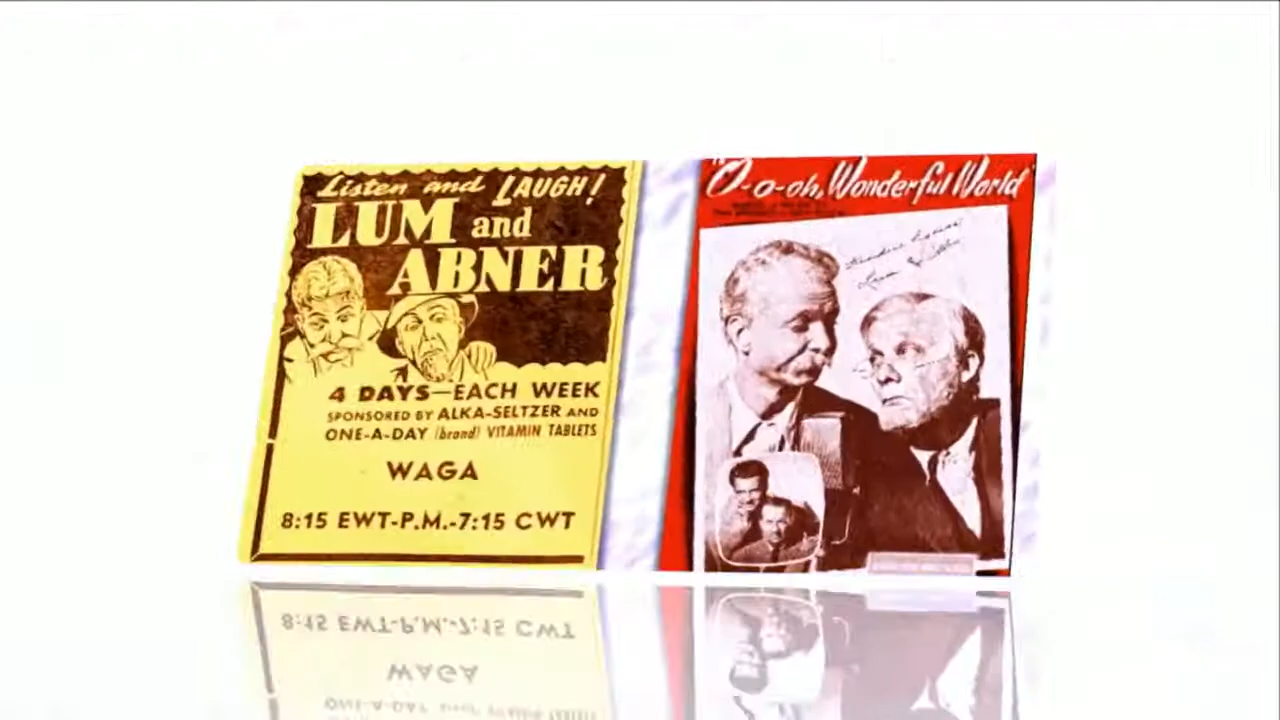 Listen and LAUGH!
LUM and
ABNER
4 DAYS—EACH WEEK
SPONSORED BY ALKA-SELTZER AND
ONE-A-DAY (brand) VITAMIN TABLETS
WAGA
8:15 EWT-P.M.-7:15 CWT
"O-o-oh, Wonderful World